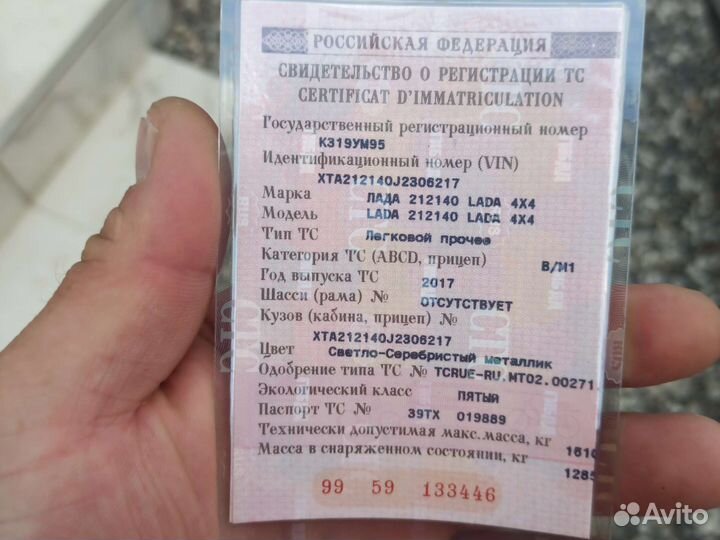 РОССИЙСКАЯ ФЕДЕРАЦИЯ
СВИДЕТЕЛЬСТВО О РЕГИСТРАЦИИ ТС
CERTIFICAT D'IMMATRICULATION
Государственный регистрационный номер
К319УМ95
Идентификационный номер (VIN)
ХТА212140J2306217
Марка ЛАДА 212140 LADA 4X4
Модель LADA 212140 LADA 4X4
Тип ТС Легковой прочее
Категория ТС (ABCD, прицеп) В/М1
Год выпуска ТС 2017
Шасси (рама) № ОТСУТСТВУЕТ
Кузов (кабина, прицеп) №
ХТА212140J2306217
Цвет Светло-Серебристый металлик
Одобрение типа ТС № TCRUE-RU.MT02.00271
Экологический класс ПЯТЫЙ
Паспорт ТС № 39ТХ 019889
Технически допустимая макс.масса, кг 1610
Масса в снаряженном состоянии, кг 1285
99 59 133446
Avito